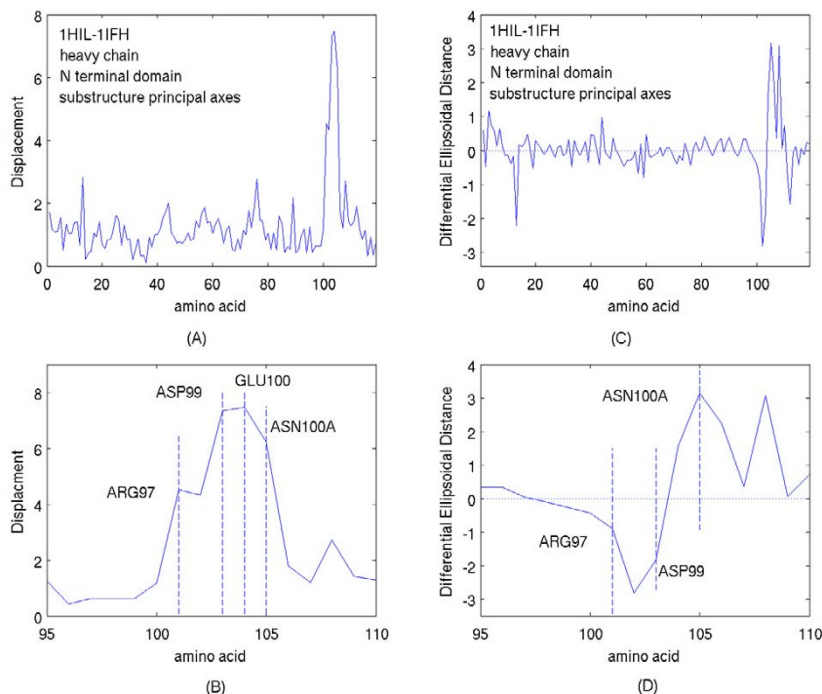 8
6
4
2
0
Displacement
1HIL-1IFH
heavy chain
N terminal domain
substructure principal axes
0
20
40
60
80
100
amino acid
(A)
4
3
2
1
0
-1
-2
-3
Differential Ellipsoidal Distance
1HIL-1IFH
heavy chain
N terminal domain
substructure principal axes
0
20
40
60
80
100
amino acid
(C)
8
6
4
2
0
Displacment
ASP99
GLU100
ASN100A
ARG97
95
100
105
110
amino acid
(B)
4
3
2
1
0
-1
-2
-3
Differential Ellipsoidal Distance
ASN100A
ARG97
ASP99
95
100
105
110
amino acid
(D)